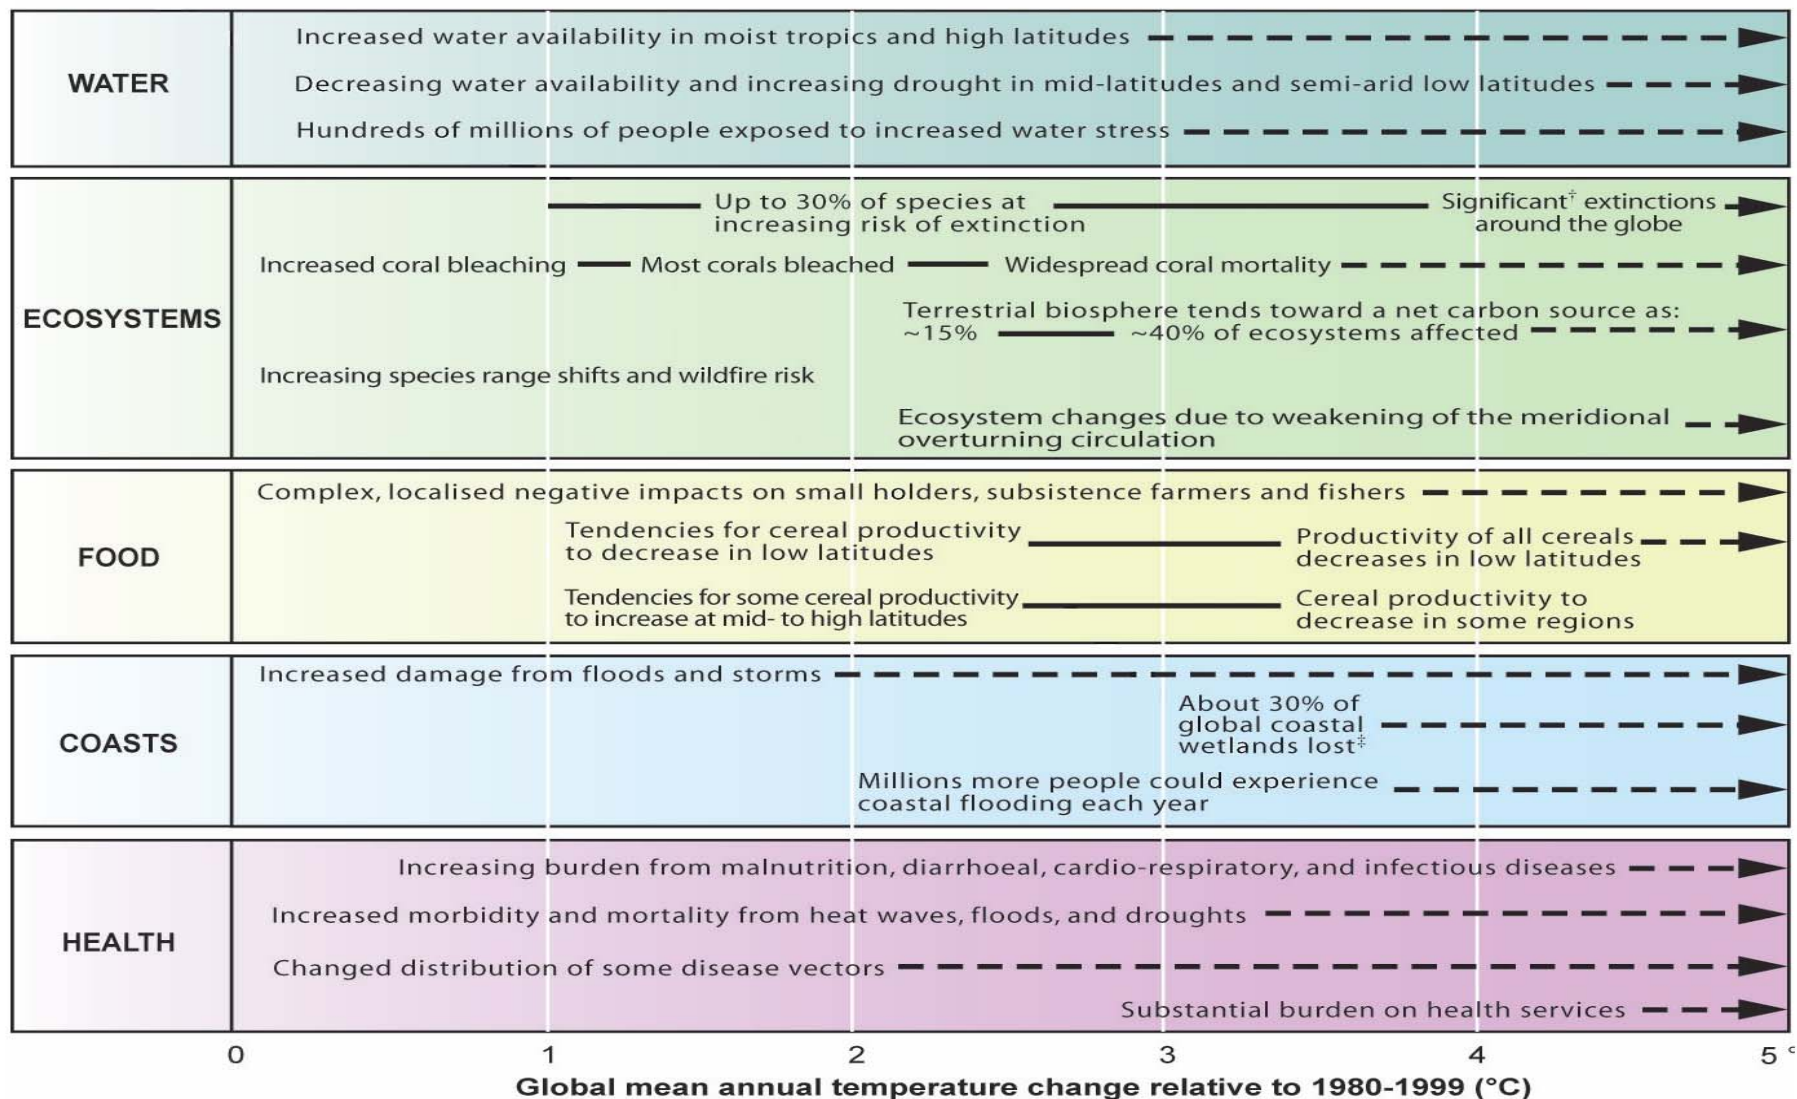 WATER
Increased water availability in moist tropics and high latitudes
Decreasing water availability and increasing drought in mid-latitudes and semi-arid low latitudes
Hundreds of millions of people exposed to increased water stress
ECOSYSTEMS
Up to 30% of species at
increasing risk of extinction
Significant† extinctions
around the globe
Increased coral bleaching
Most corals bleached
Widespread coral mortality
Terrestrial biosphere tends toward a net carbon source as:
~15%
~40% of ecosystems affected
Increasing species range shifts and wildfire risk
Ecosystem changes due to weakening of the meridional
overturning circulation
FOOD
Complex, localised negative impacts on small holders, subsistence farmers and fishers
Tendencies for cereal productivity
to decrease in low latitudes
Productivity of all cereals
decreases in low latitudes
Tendencies for some cereal productivity
to increase at mid- to high latitudes
Cereal productivity to
decrease in some regions
COASTS
Increased damage from floods and storms
About 30% of
global coastal
wetlands lost‡
Millions more people could experience
coastal flooding each year
HEALTH
Increasing burden from malnutrition, diarrhoeal, cardio-respiratory, and infectious diseases
Increased morbidity and mortality from heat waves, floods, and droughts
Changed distribution of some disease vectors
Substantial burden on health services
0 1 2 3 4 5 °
Global mean annual temperature change relative to 1980-1999 (°C)